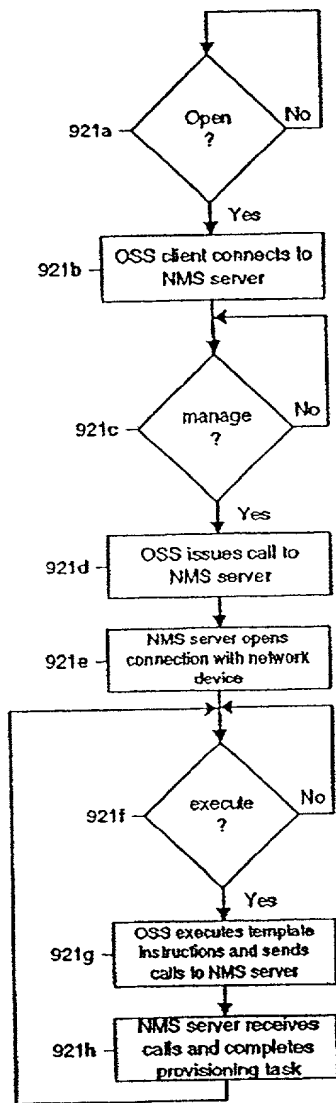 Open
?
No
921a
Yes
OSS client connects to
NMS server
921b
manage
?
No
921c
Yes
OSS issues call to
NMS server
921d
NMS server opens
connection with network
device
921e
execute
?
No
921f
Yes
OSS executes template
instructions and sends
calls to NMS server
921g
NMS server receives
calls and completes
provisioning task
921h